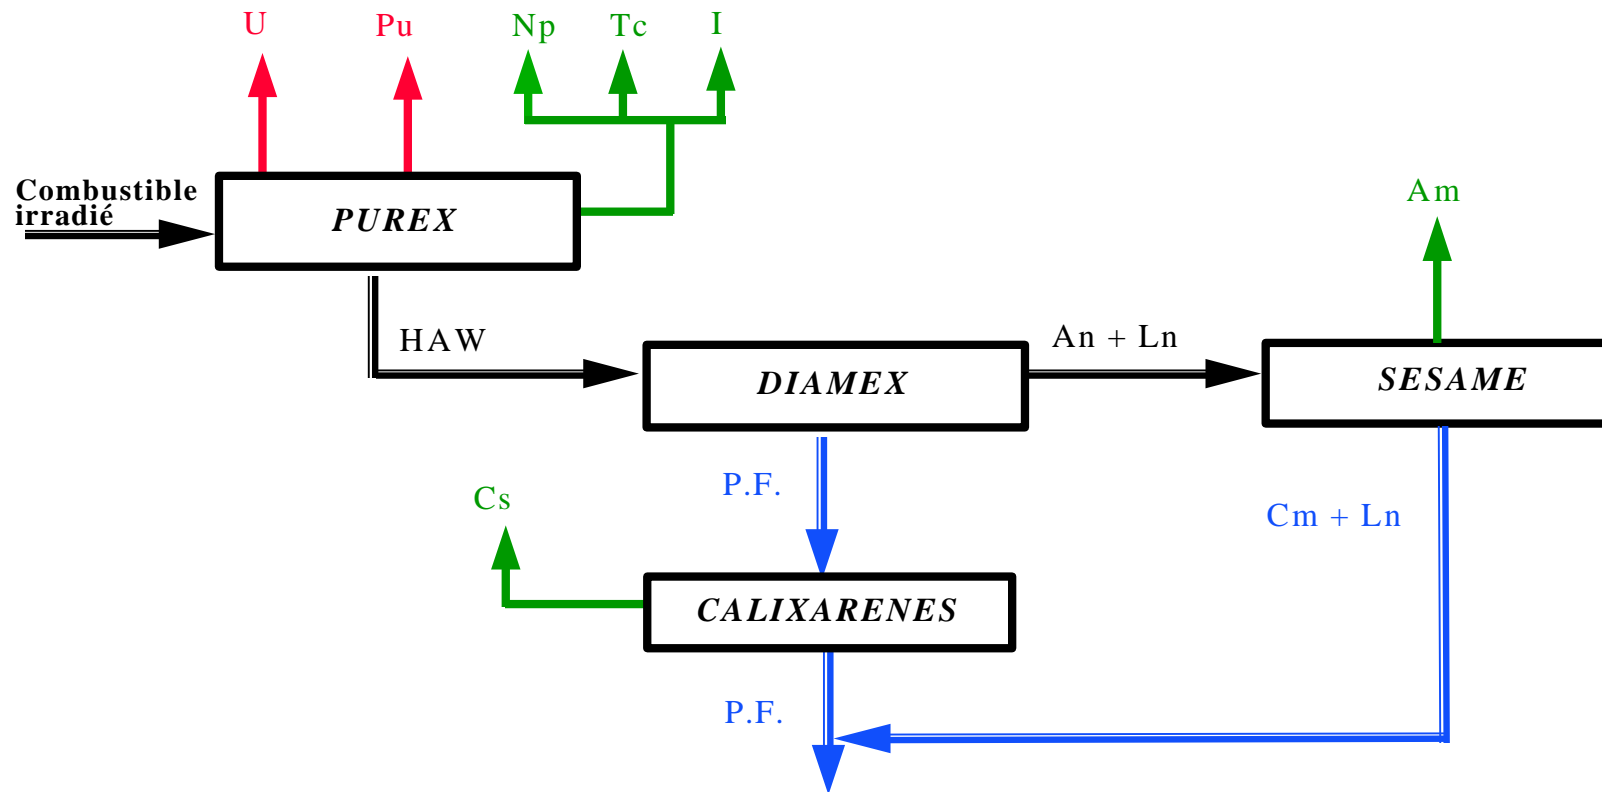 U Pu Np Tc I
Combustible
irradié
PUREX
Am
HAW
An + Ln
DIAMEX
SESAME
P.F.
Cs
Cm + Ln
CALIXARENES
P.F.